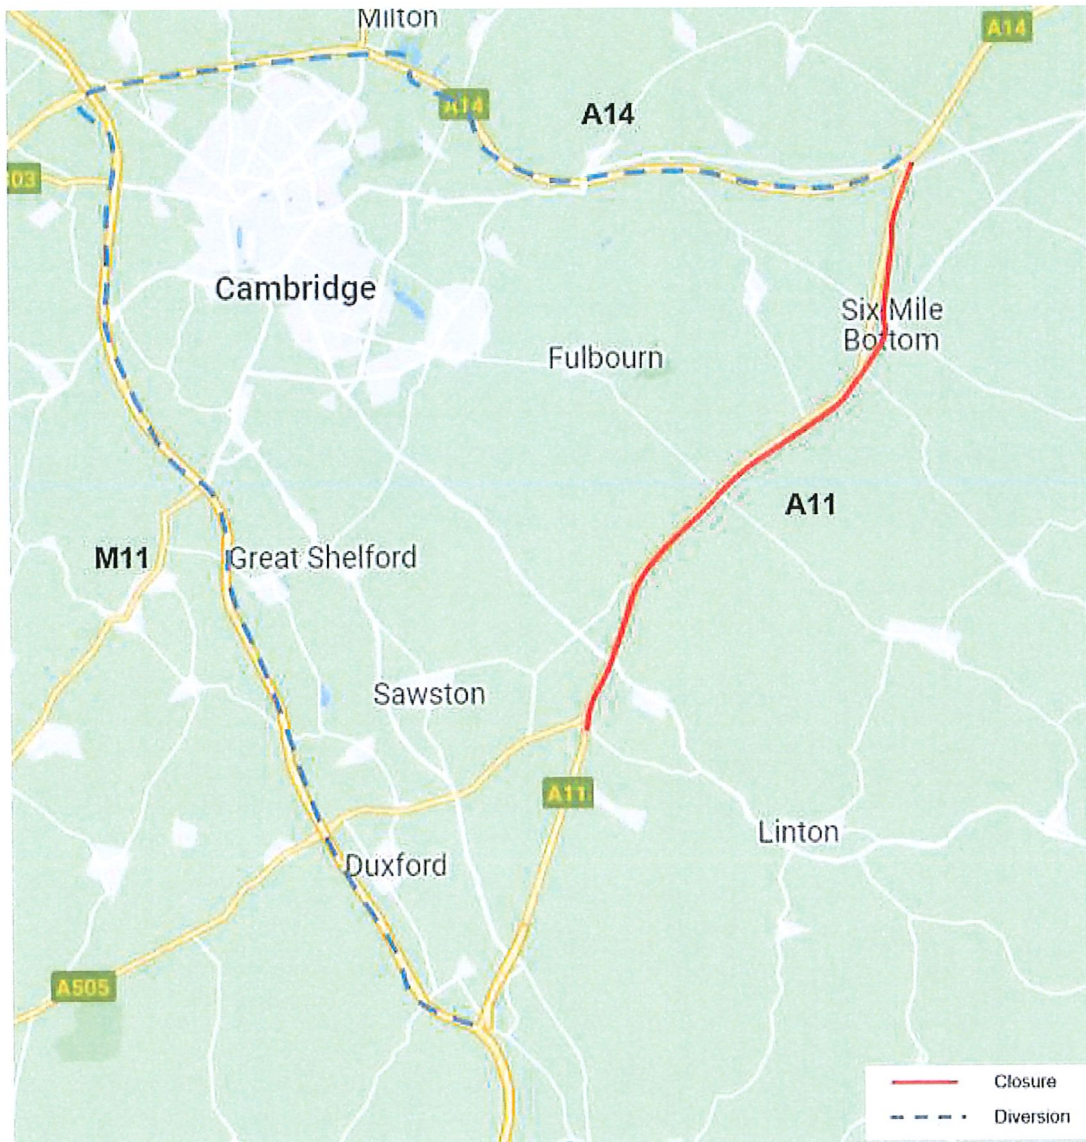 Milton
A14
A14
A14
03
Cambridge
Six Mile
Bottom
Fulbourn
A11
M11
Great Shelford
Sawston
A11
Linton
Duxford
A505
Closure
Diversion